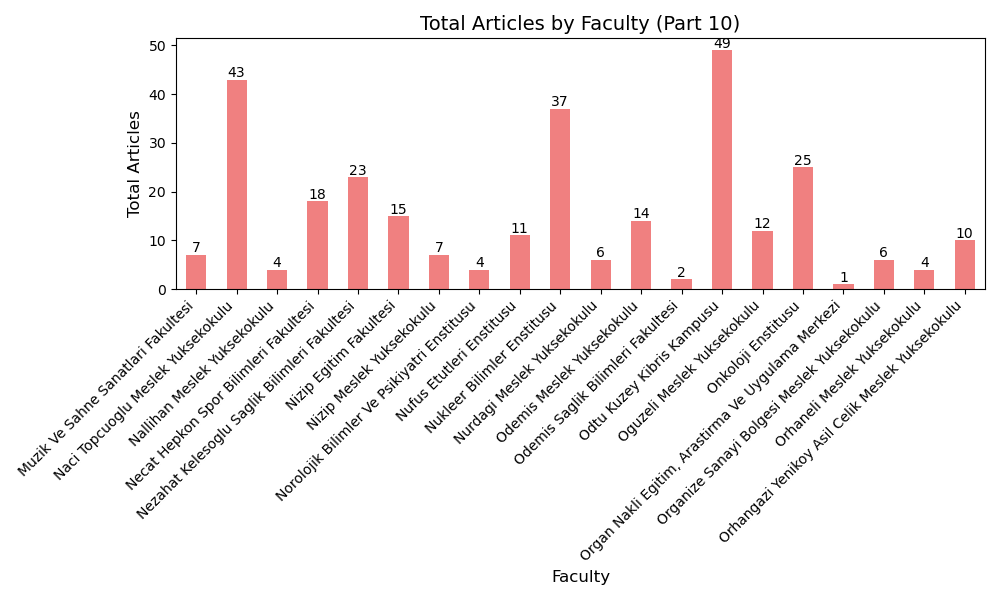 Total Articles by Faculty (Part 10)
Total Articles
50
40
30
20
10
0
7
43
4
18
23
15
7
4
11
37
6
14
2
49
12
25
1
6
4
10
Muzik Ve Sahne Sanatlari Fakultesi
Naci Topcuoglu Meslek Yuksekokulu
Nallihan Meslek Yuksekokulu
Necat Hepkon Spor Bilimleri Fakultesi
Nezahat Kelesoglu Saglik Bilimleri Fakultesi
Nizip Egitim Fakultesi
Nizip Meslek Yuksekokulu
Norolojik Bilimler Ve Psikiyatri Enstitusu
Nufus Etutleri Enstitusu
Nukleer Bilimler Enstitusu
Nurdagi Meslek Yuksekokulu
Odemis Meslek Yuksekokulu
Odemis Saglik Bilimleri Fakultesi
Odtu Kuzey Kibris Kampusu
Oguzeli Meslek Yuksekokulu
Onkoloji Enstitusu
Organ Nakli Egitim, Arastirma Ve Uygulama Merkezi
Organize Sanayi Bolgesi Meslek Yuksekokulu
Orhaneli Meslek Yuksekokulu
Orhangazi Yenikoy Asil Celik Meslek Yuksekokulu
Faculty